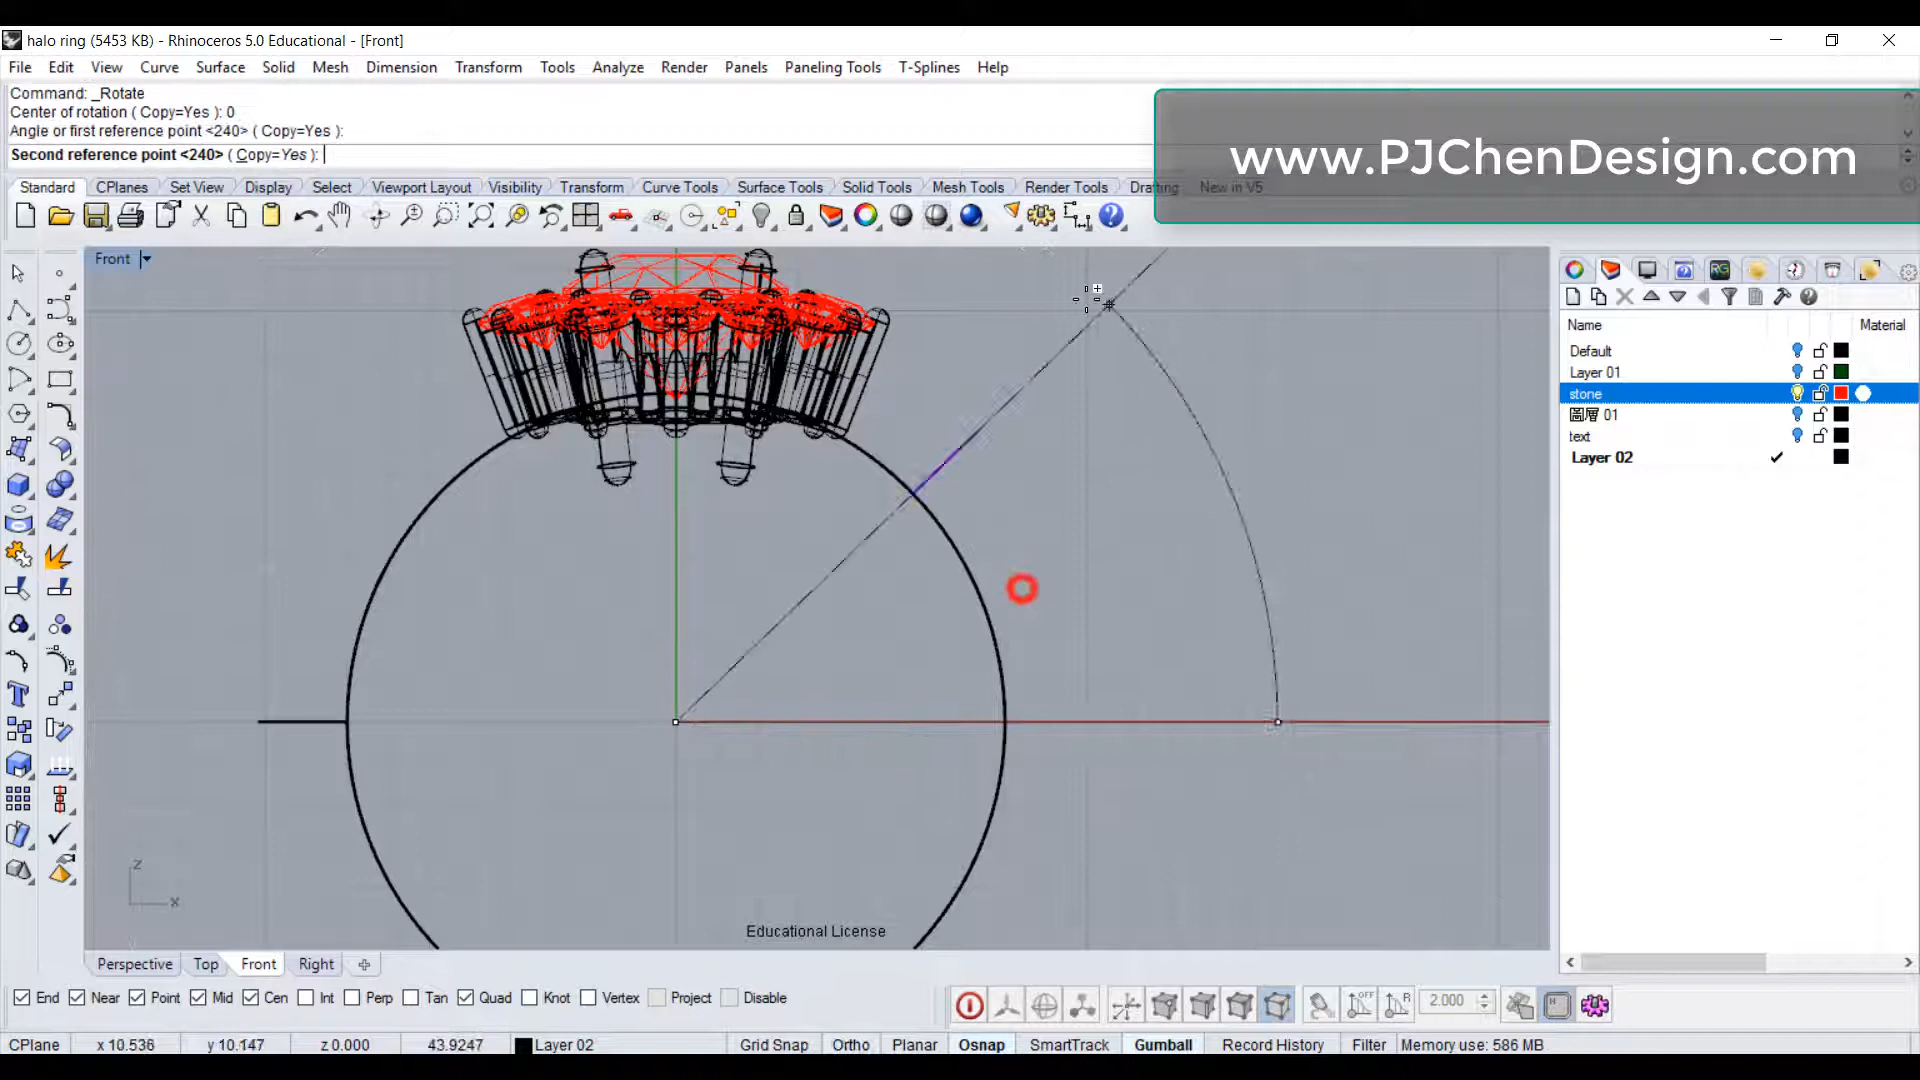 halo ring (5453 KB) - Rhinoceros 5.0 Educational - [Front]
File Edit View Curve Surface Solid Mesh Dimension Transform Tools Analyze Render Panels Paneling Tools T-Splines Help
Command: _Rotate
Center of rotation ( Copy=Yes ): 0
Angle or first reference point <240> ( Copy=Yes ):
Second reference point <240> ( Copy=Yes ):
www.PJChenDesign.com
Standard CPlanes Set View Display Select Viewport Layout Visibility Transform Curve Tools Surface Tools Solid Tools Mesh Tools Render Tools Drafting New in V5
Front
Name Material
Default
Layer 01
stone
圖層 01
text
Layer 02
z
x
Educational License
Perspective Top Front Right
End Near Point Mid Cen Int Perp Tan Quad Knot Vertex Project Disable
2.000
CPlane x 10.536 y 10.147 z 0.000 43.9247 Layer 02 Grid Snap Ortho Planar Osnap SmartTrack Gumball Record History Filter Memory use: 586 MB